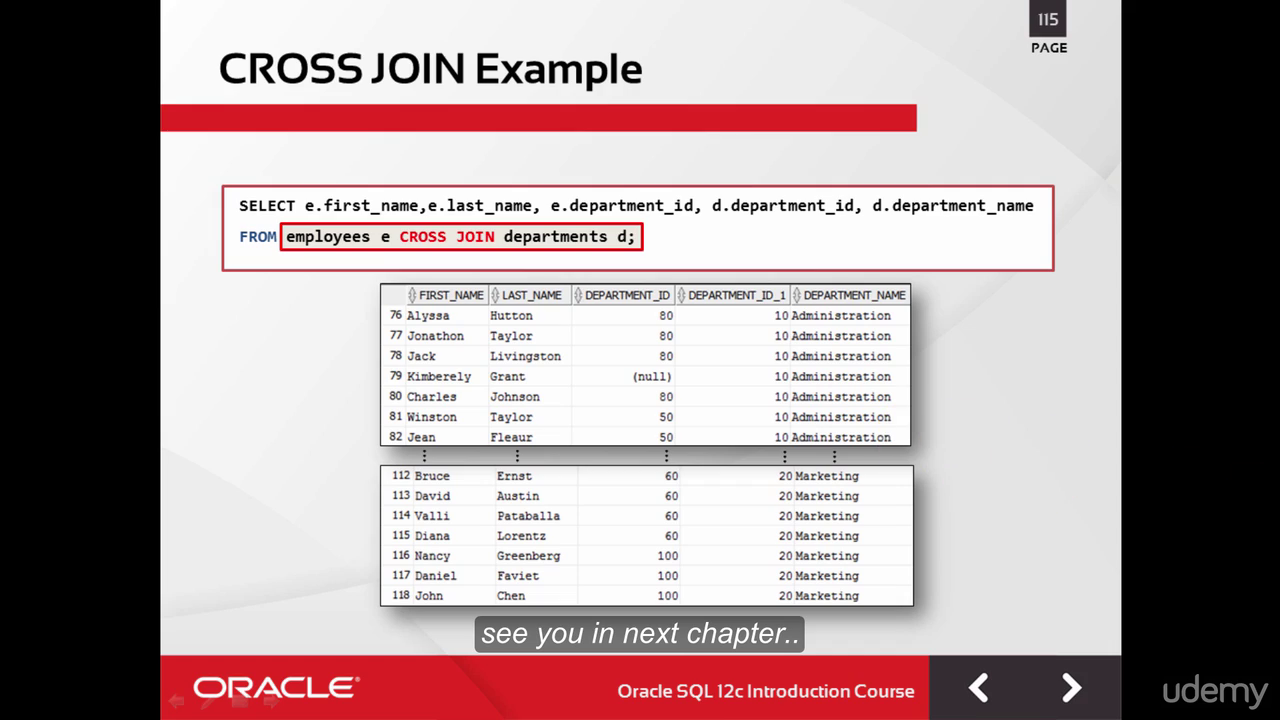 115
PAGE
CROSS JOIN Example
SELECT e.first_name,e.last_name, e.department_id, d.department_id, d.department_name
FROM employees e CROSS JOIN departments d;
FIRST_NAME LAST_NAME DEPARTMENT_ID DEPARTMENT_ID_1 DEPARTMENT_NAME
76 Alyssa Hutton 80 10 Administration
77 Jonathon Taylor 80 10 Administration
78 Jack Livingston 80 10 Administration
79 Kimberely Grant (null) 10 Administration
80 Charles Johnson 80 10 Administration
81 Winston Taylor 50 10 Administration
82 Jean Fleaur 50 10 Administration
112 Bruce Ernst 60 20 Marketing
113 David Austin 60 20 Marketing
114 Valli Pataballa 60 20 Marketing
115 Diana Lorentz 60 20 Marketing
116 Nancy Greenberg 100 20 Marketing
117 Daniel Faviet 100 20 Marketing
118 John Chen 100 20 Marketing
see you in next chapter..
ORACLE® Oracle SQL 12c Introduction Course
udemy